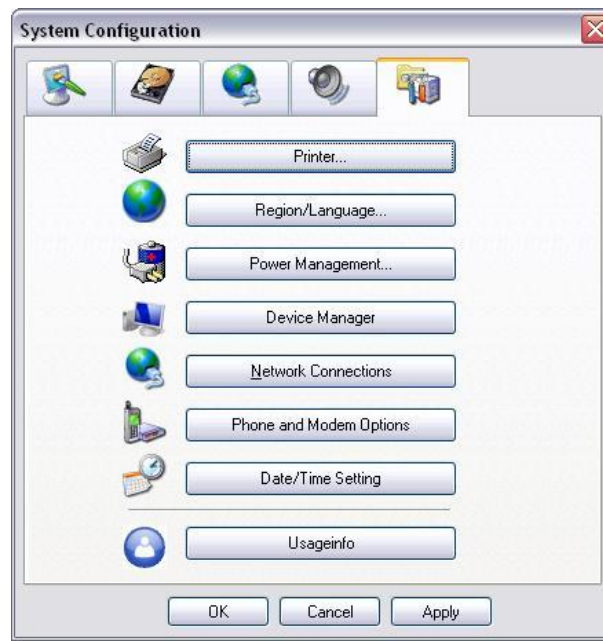 System Configuration
Printer...
Region/Language...
Power Management...
Device Manager
Network Connections
Phone and Modem Options
Date/Time Setting
Usageinfo
OK Cancel Apply